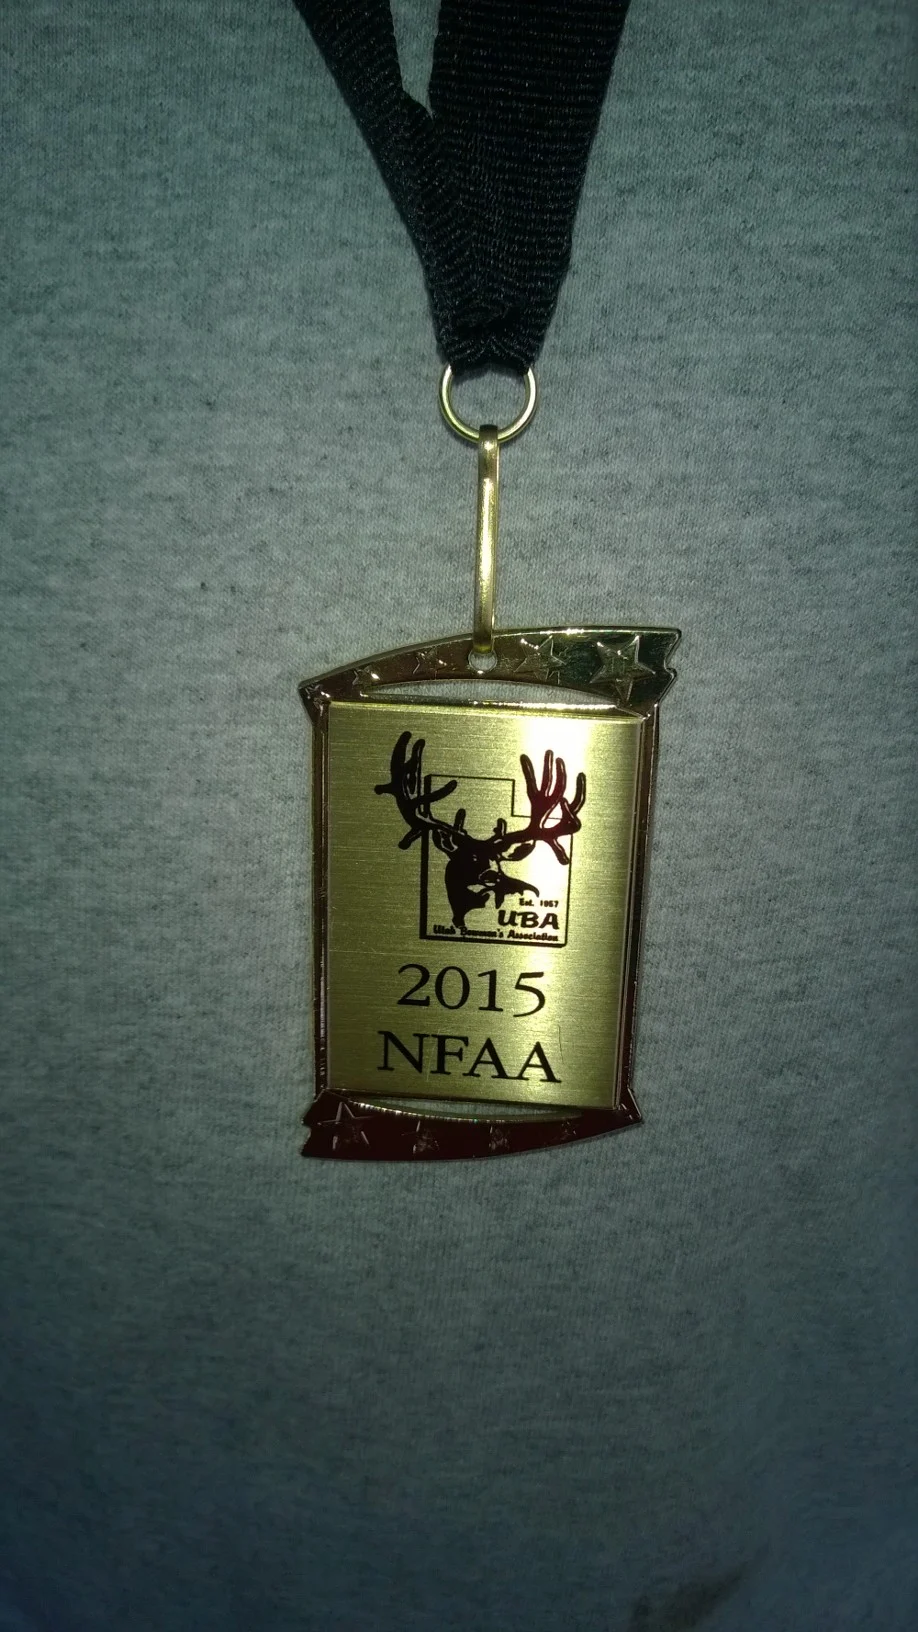 Est. 1957
UBA
Utah Bowmen's Association
2015
NFAA